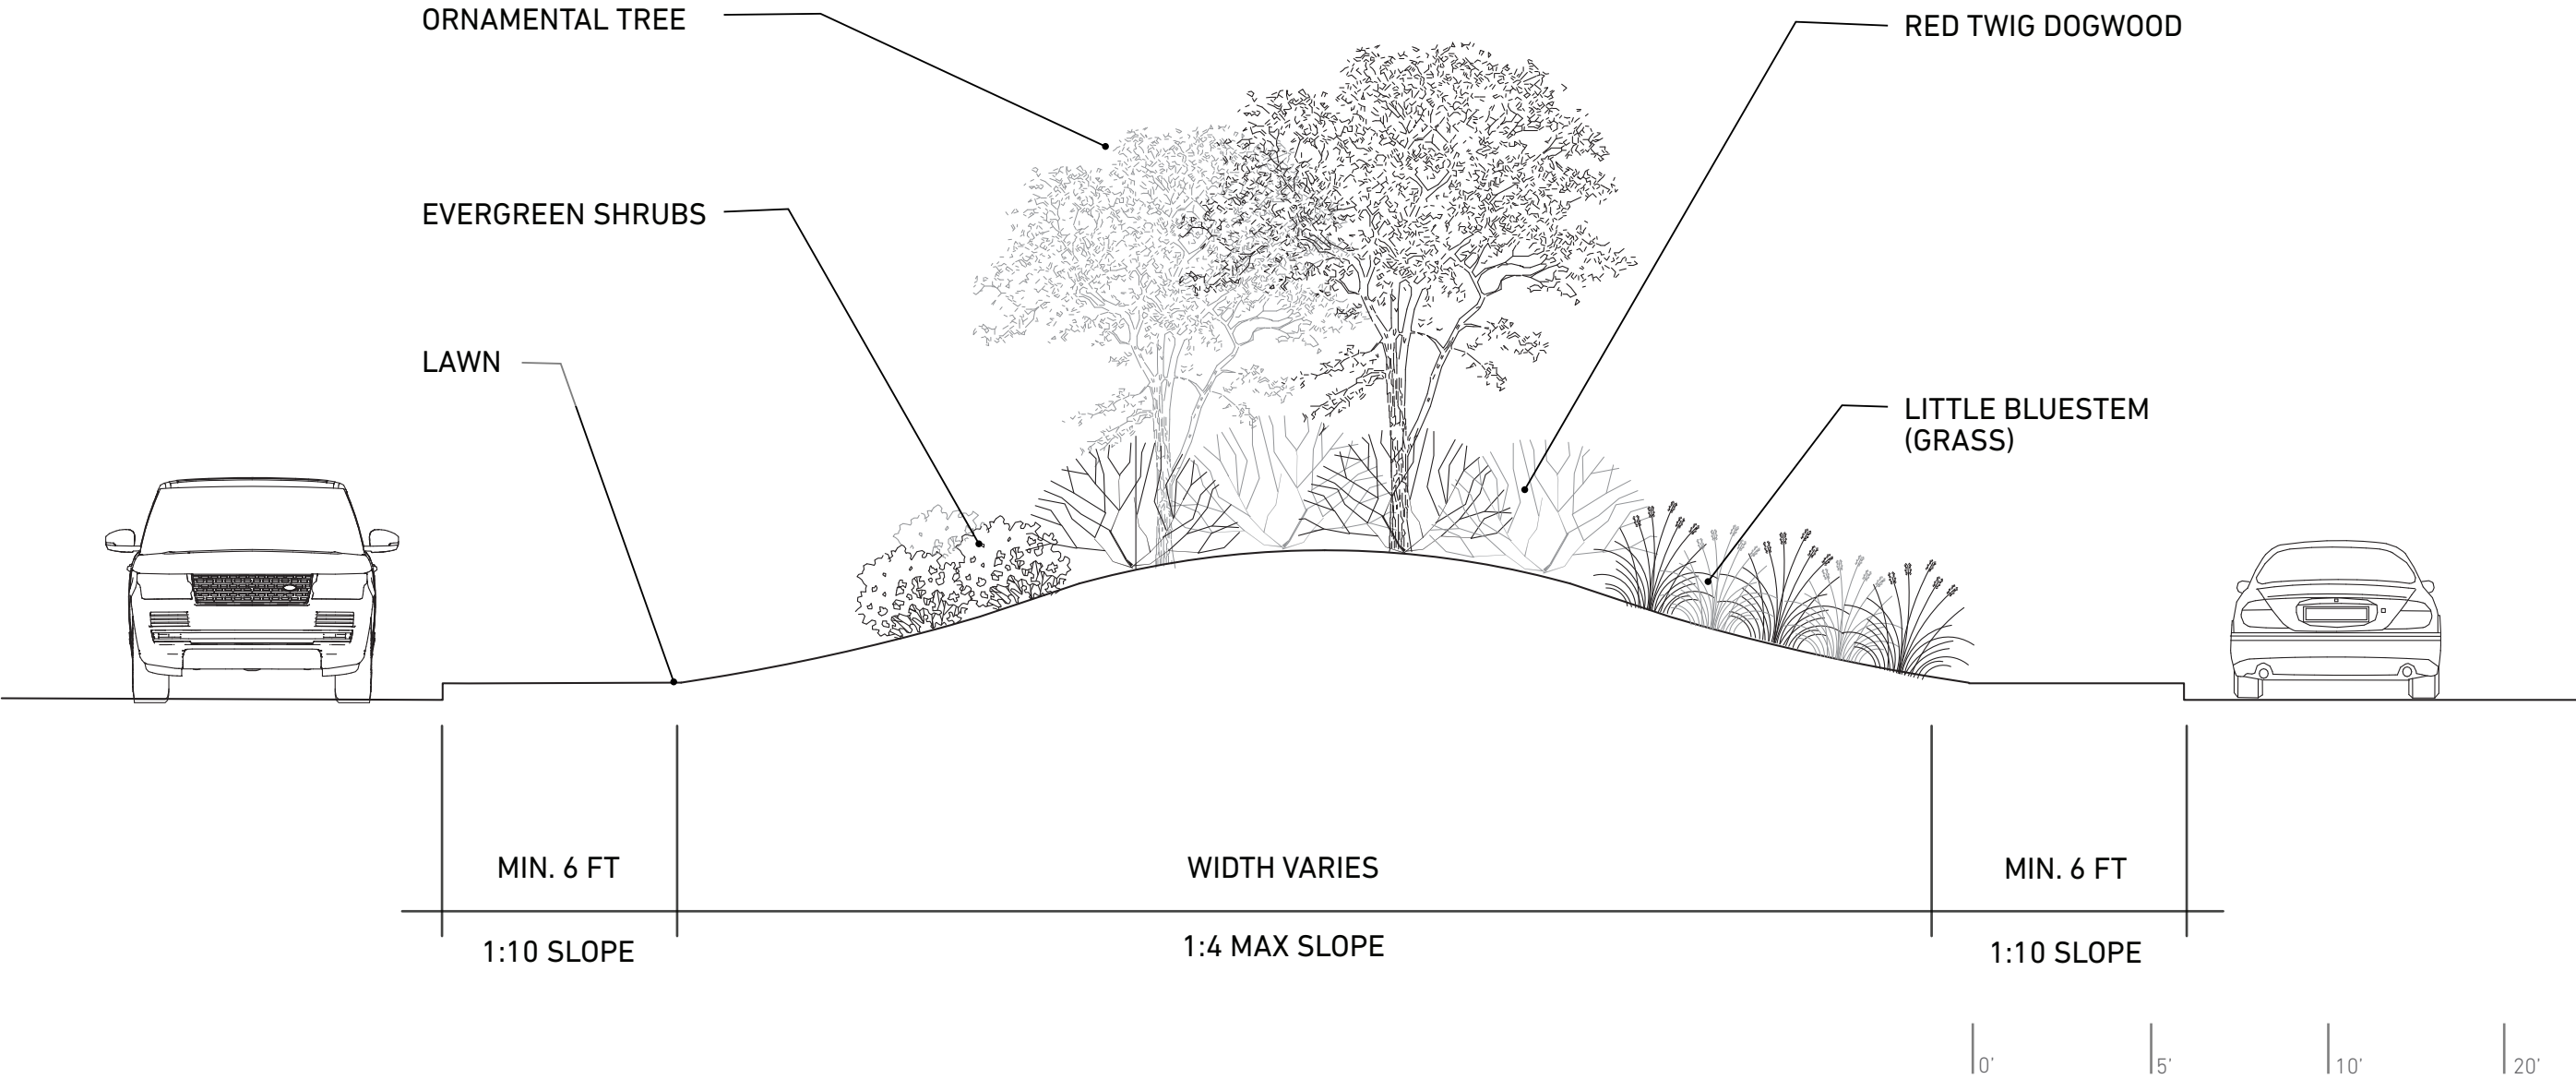 ORNAMENTAL TREE
RED TWIG DOGWOOD
EVERGREEN SHRUBS
LAWN
LITTLE BLUESTEM
(GRASS)
MIN. 6 FT
WIDTH VARIES
MIN. 6 FT
1:10 SLOPE
1:4 MAX SLOPE
1:10 SLOPE
0' 5' 10' 20'